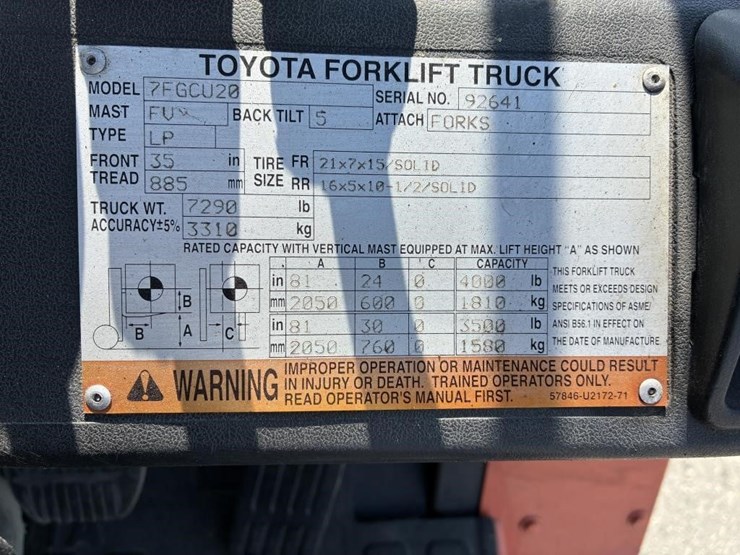 TOYOTA FORKLIFT TRUCK
MODEL 7FGCU20 SERIAL NO. 92641
MAST FV BACK TILT 5 ATTACH FORKS
TYPE LP
FRONT 35 in TIRE FR 21x7x15/SOLID
TREAD 885 mm SIZE RR 16x5x10-1/2/SOLID
TRUCK WT. 7290 lb
ACCURACY±5% 3310 kg
RATED CAPACITY WITH VERTICAL MAST EQUIPPED AT MAX. LIFT HEIGHT "A" AS SHOWN
A B C CAPACITY
in 81 24 0 4000 lb
mm 2050 600 0 1810 kg
in 81 30 0 3500 lb
mm 2050 760 0 1580 kg
THIS FORKLIFT TRUCK
MEETS OR EXCEEDS DESIGN
SPECIFICATIONS OF ASME/
ANSI B56.1 IN EFFECT ON
THE DATE OF MANUFACTURE.
B
B A C
WARNING
IMPROPER OPERATION OR MAINTENANCE COULD RESULT
IN INJURY OR DEATH. TRAINED OPERATORS ONLY.
READ OPERATOR'S MANUAL FIRST. 57846-U2172-71